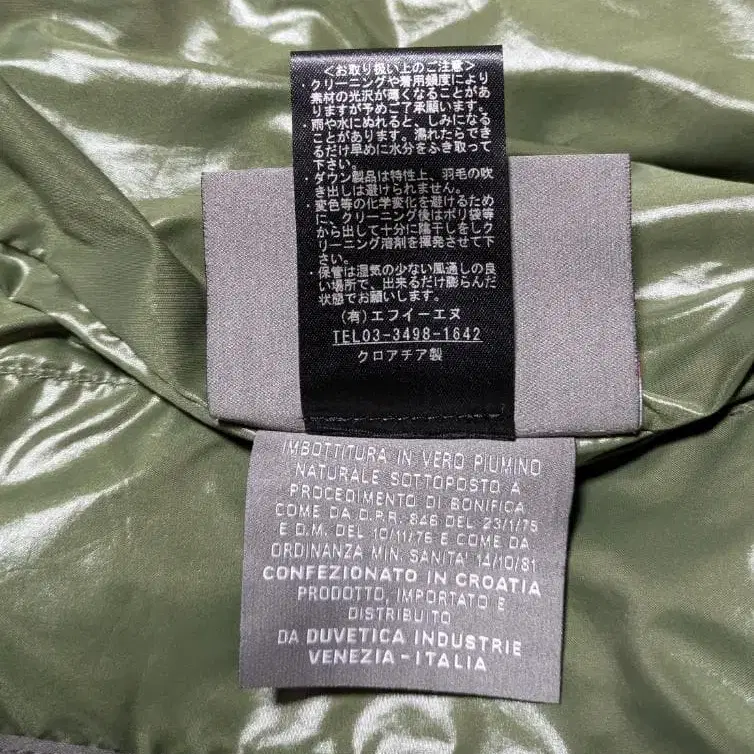 <お取り扱い上のご注意>
・クリーニングや着用頻度により
素材の光沢が薄くなることがあ
りますが予めご了承願います。
・雨や水にぬれると、しみになる
ことがあります。濡れたらでき
るだけ早めに水分をふき取って
下さい。
・ダウン製品は特性上、羽毛の吹
き出しは避けられません。
・変色等の化学変化を避けるため
に、クリーニング後はポリ袋等
から出して十分に陰干しをしク
リーニング溶剤を揮発させて下
さい。
・保管は湿気の少ない風通しの良
い場所で、出来るだけ膨らんだ
状態でお願いします。
(有)エフイーエヌ
TEL03-3498-1642
クロアチア製
IMBOTTITURA IN VERO PIUMINO
NATURALE SOTTOPOSTO A
PROCEDIMENTO DI BONIFICA
COME DA D.P.R. 846 DEL 23/1/75
E D.M. DEL 10/11/76 E COME DA
ORDINANZA MIN. SANITA' 14/10/81
CONFEZIONATO IN CROATIA
PRODOTTO, IMPORTATO E
DISTRIBUITO
DA DUVETICA INDUSTRIE
VENEZIA-ITALIA